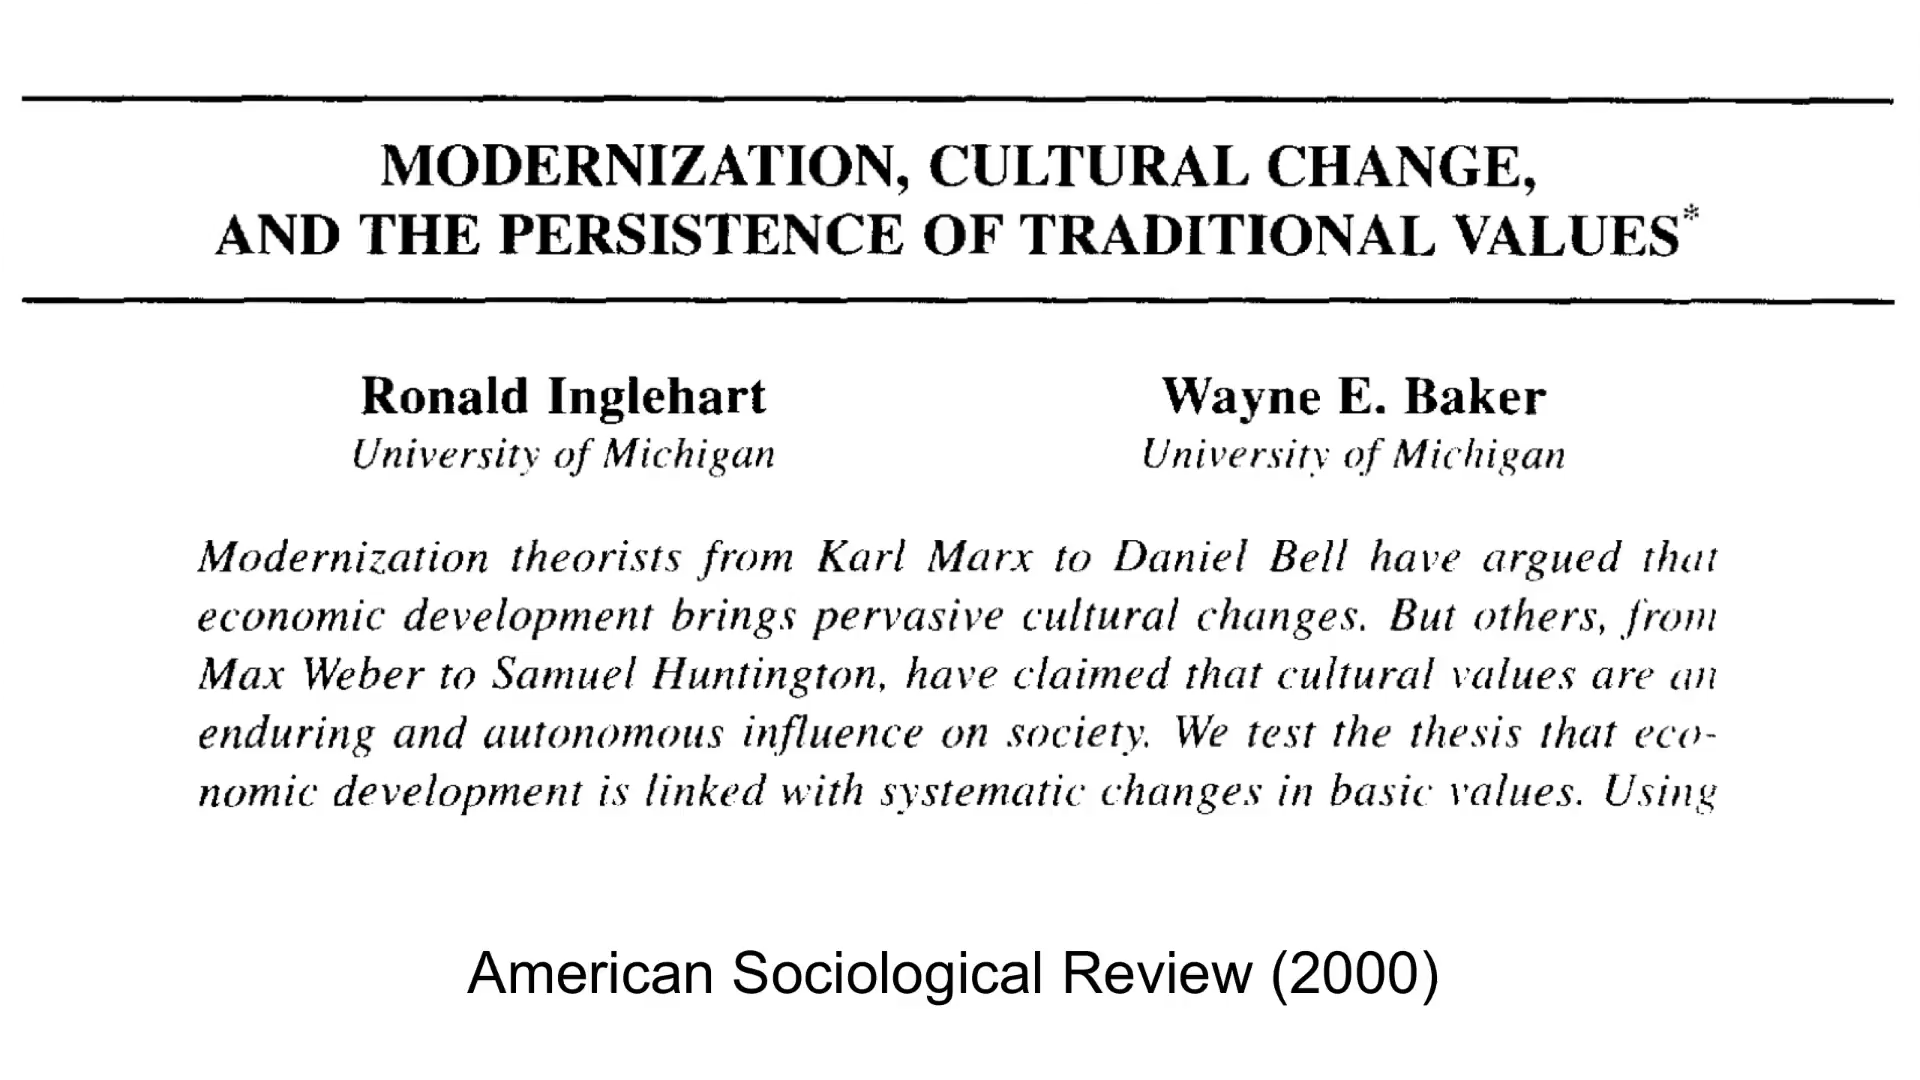 MODERNIZATION, CULTURAL CHANGE,
AND THE PERSISTENCE OF TRADITIONAL VALUES*
Ronald Inglehart
University of Michigan
Wayne E. Baker
University of Michigan
Modernization theorists from Karl Marx to Daniel Bell have argued that
economic development brings pervasive cultural changes. But others, from
Max Weber to Samuel Huntington, have claimed that cultural values are an
enduring and autonomous influence on society. We test the thesis that eco-
nomic development is linked with systematic changes in basic values. Using
American Sociological Review (2000)